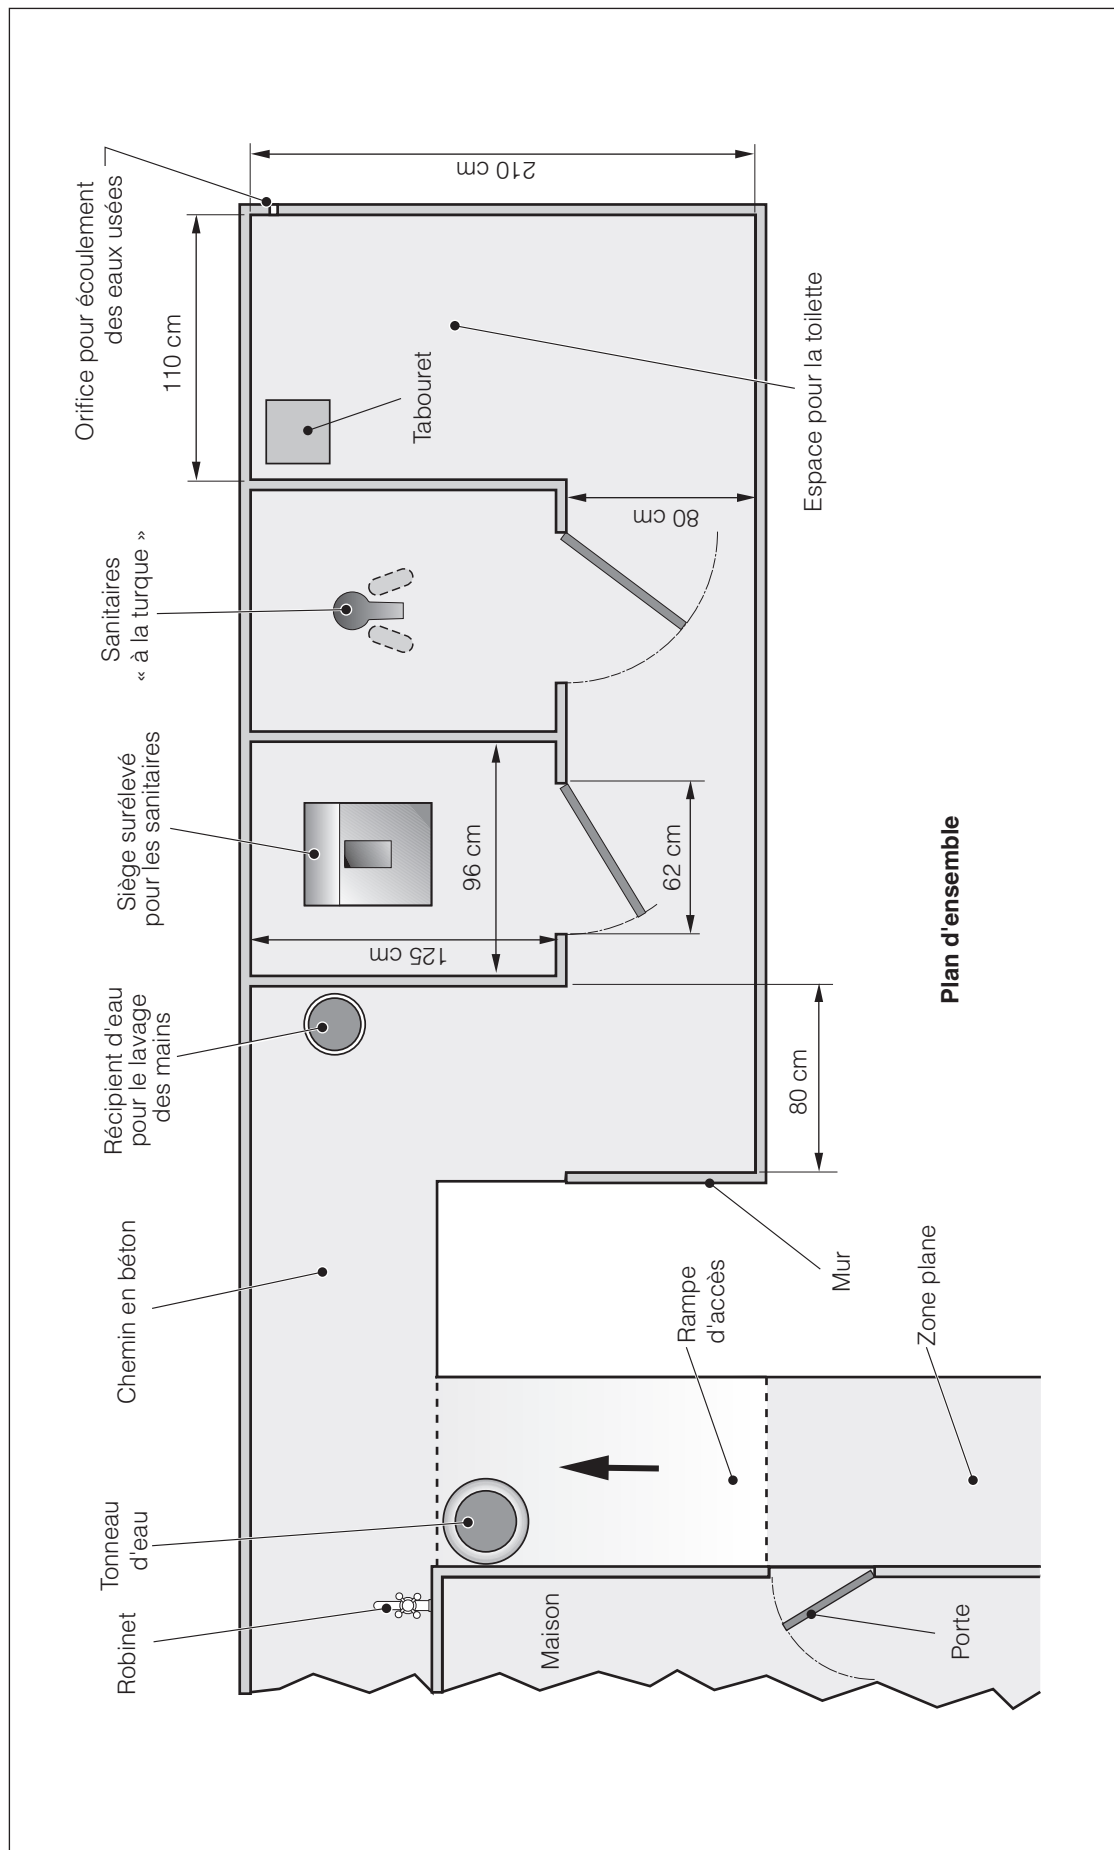 Robinet
Tonneau
d'eau
Chemin en béton
Récipient d'eau
pour le lavage
des mains
Siège surélevé
pour les sanitaires
Sanitaires
« à la turque »
Orifice pour écoulement
des eaux usées
110 cm
210 cm
Tabouret
125 cm
96 cm
62 cm
80 cm
80 cm
Maison
Rampe
d'accès
Mur
Espace pour la toilette
Porte
Zone plane
Plan d'ensemble